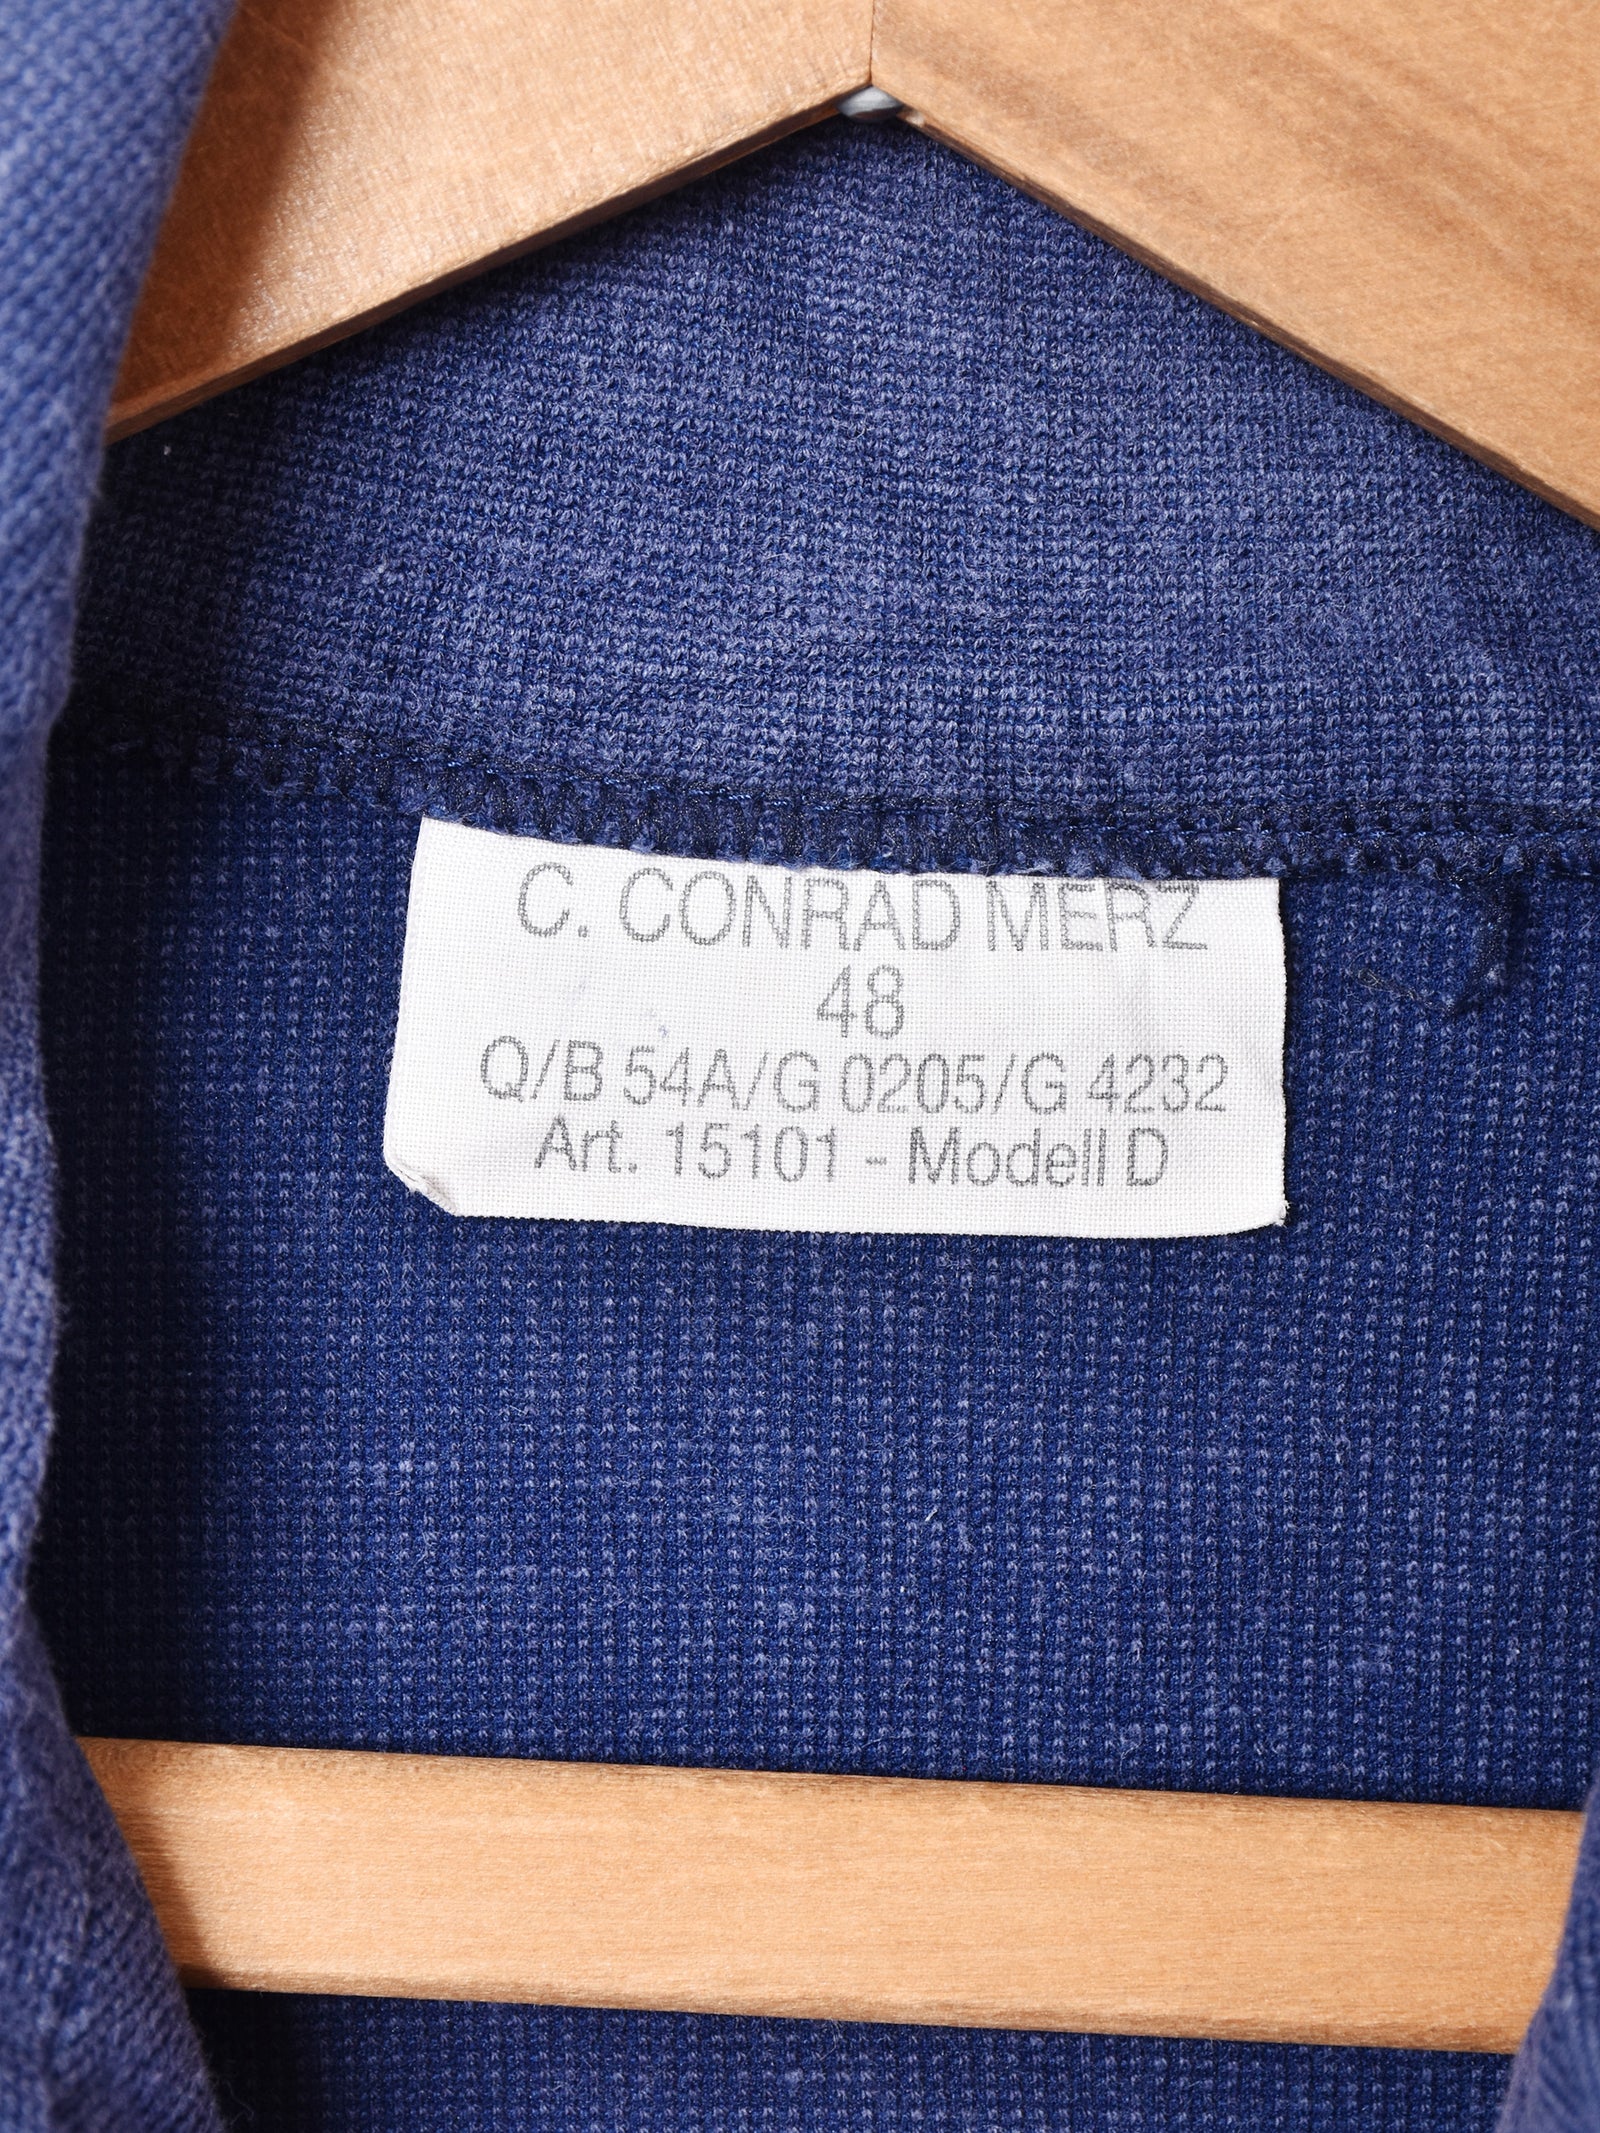 C. CONRAD MERZ
48
Q/B 54A/G 0205/G 4232
Art. 15101 - Modell D